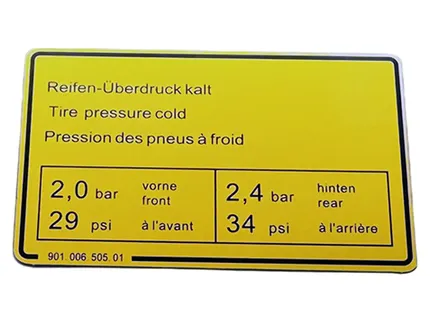 Reifen-Überdruck kalt
Tire pressure cold
Pression des pneus à froid
2,0 bar vorne front
29 psi à l'avant
2,4 bar hinten rear
34 psi à l'arrière
901. 006. 505. 01